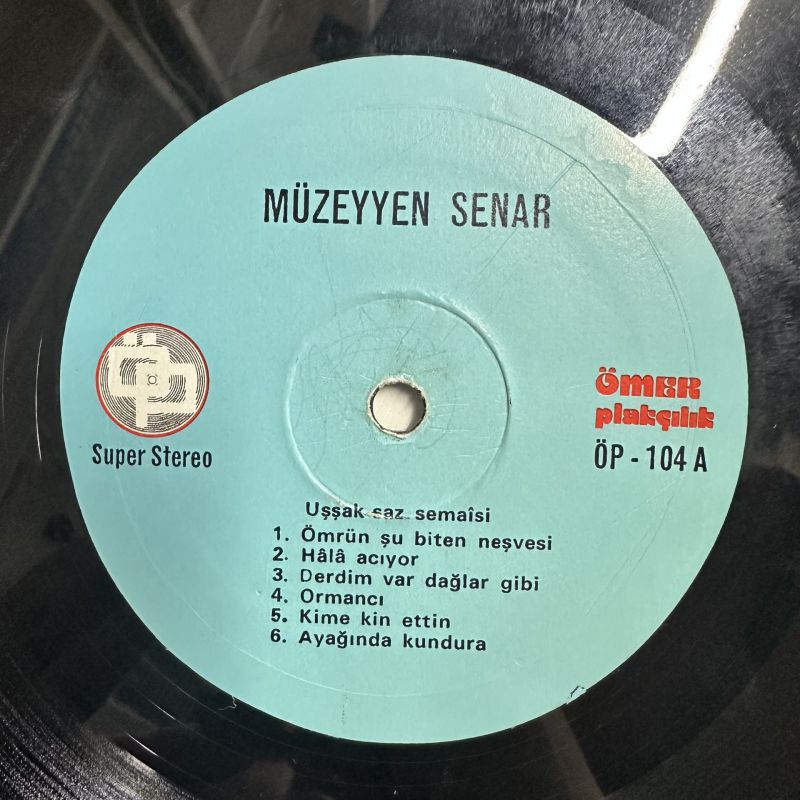 MÜZEYYEN SENAR
ÖP
Super Stereo
ÖMER
plakçılık
ÖP - 104 A
Uşşak saz semaîsi
1. Ömrün şu biten neşvesi
2. Hâlâ acıyor
3. Derdim var dağlar gibi
4. Ormancı
5. Kime kin ettin
6. Ayağında kundura